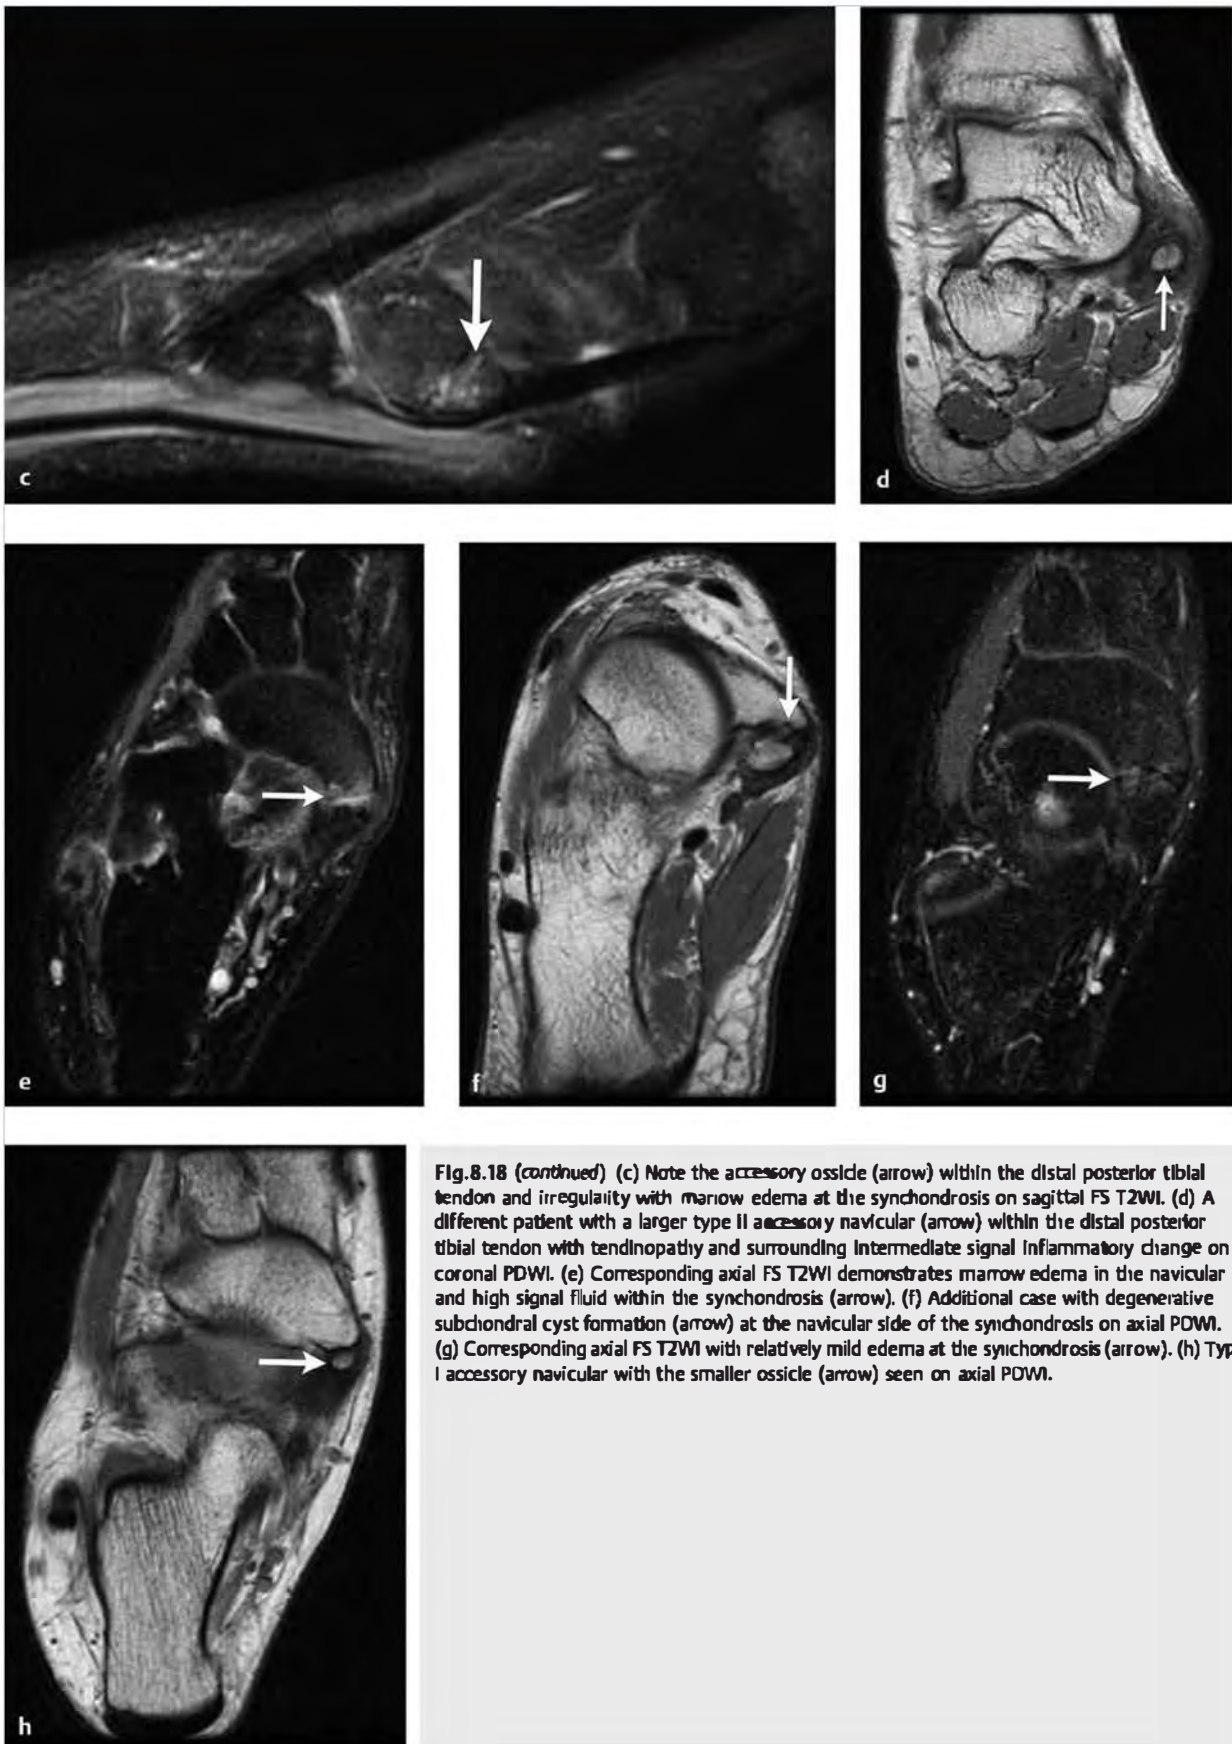 c
d
e
f
g
h
Fig.8.18 (continued) (c) Note the accessory ossicle (arrow) within the distal posterior tibial
tendon and irregularity with marrow edema at the synchondrosis on sagittal FS T2WI. (d) A
different patient with a larger type II accessory navicular (arrow) within the distal posterior
tibial tendon with tendinopathy and surrounding intermediate signal inflammatory change on
coronal PDWI. (e) Corresponding axial FS T2WI demonstrates marrow edema in the navicular
and high signal fluid within the synchondrosis (arrow). (f) Additional case with degenerative
subchondral cyst formation (arrow) at the navicular side of the synchondrosis on axial PDWI.
(g) Corresponding axial FS T2WI with relatively mild edema at the synchondrosis (arrow). (h) Typ
I accessory navicular with the smaller ossicle (arrow) seen on axial PDWI.